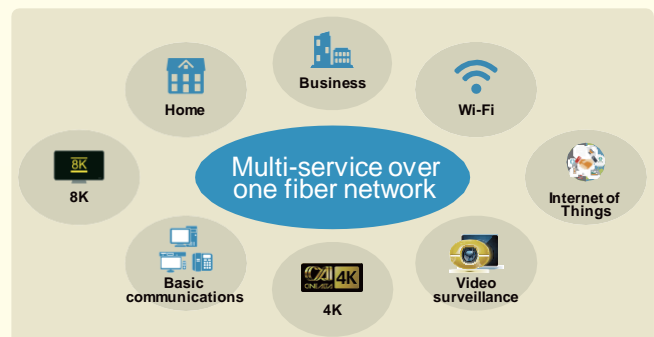 Business
Home
Wi-Fi
Multi-service over
one fiber network
8K
8K
Internet of
Things
Basic
communications
4K
4K
Video
surveillance